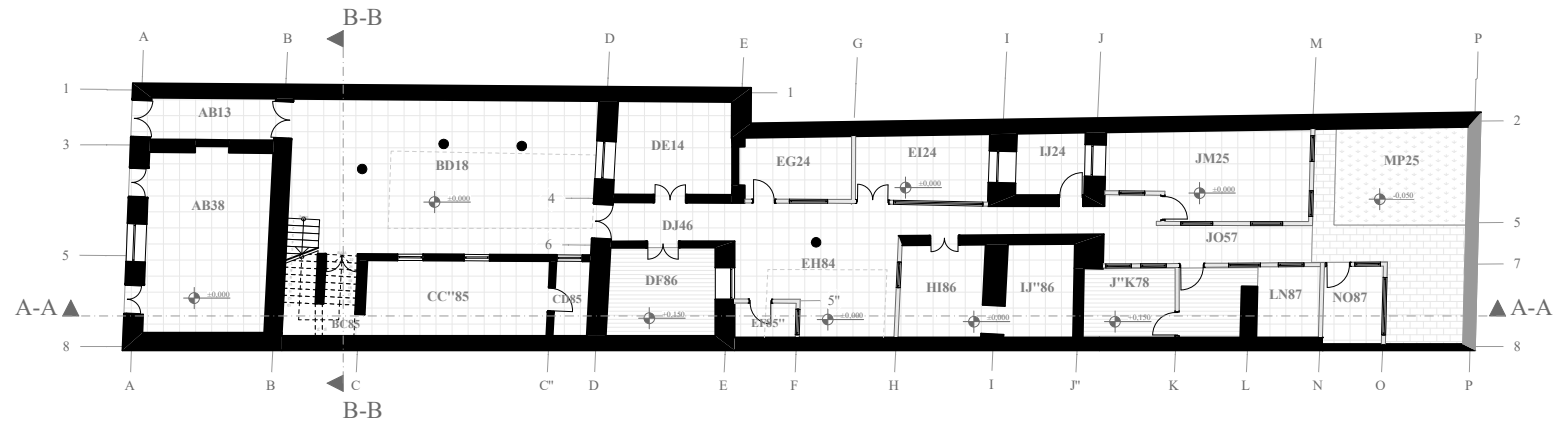 B-B
A B D E G I J M P
1 AB13 1 2
3 BD18 DE14 EG24 EI24 IJ24 JM25 MP25
±0,000 ±0,000 ±0,000 -0,050
AB38 4 DJ46 JO57 5
5 6 EH84 7
CC"85 CD85 DF86 HI86 IJ"86 J"K78 LN87 NO87
A-A ±0,000 BC85 ±0,150 EF85" 5" ±0,000 ±0,000 ±0,150 A-A
8 8
A B C C" D E F H I J" K L N O P
B-B